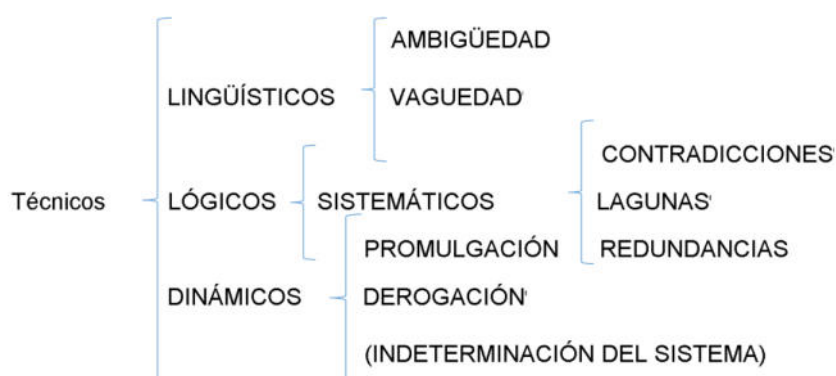 AMBIGÜEDAD
LINGÜÍSTICOS
VAGUEDAD
CONTRADICCIONES
Técnicos
LÓGICOS
SISTEMÁTICOS
LAGUNAS
PROMULGACIÓN
REDUNDANCIAS
DINÁMICOS
DEROGACIÓN
(INDETERMINACIÓN DEL SISTEMA)